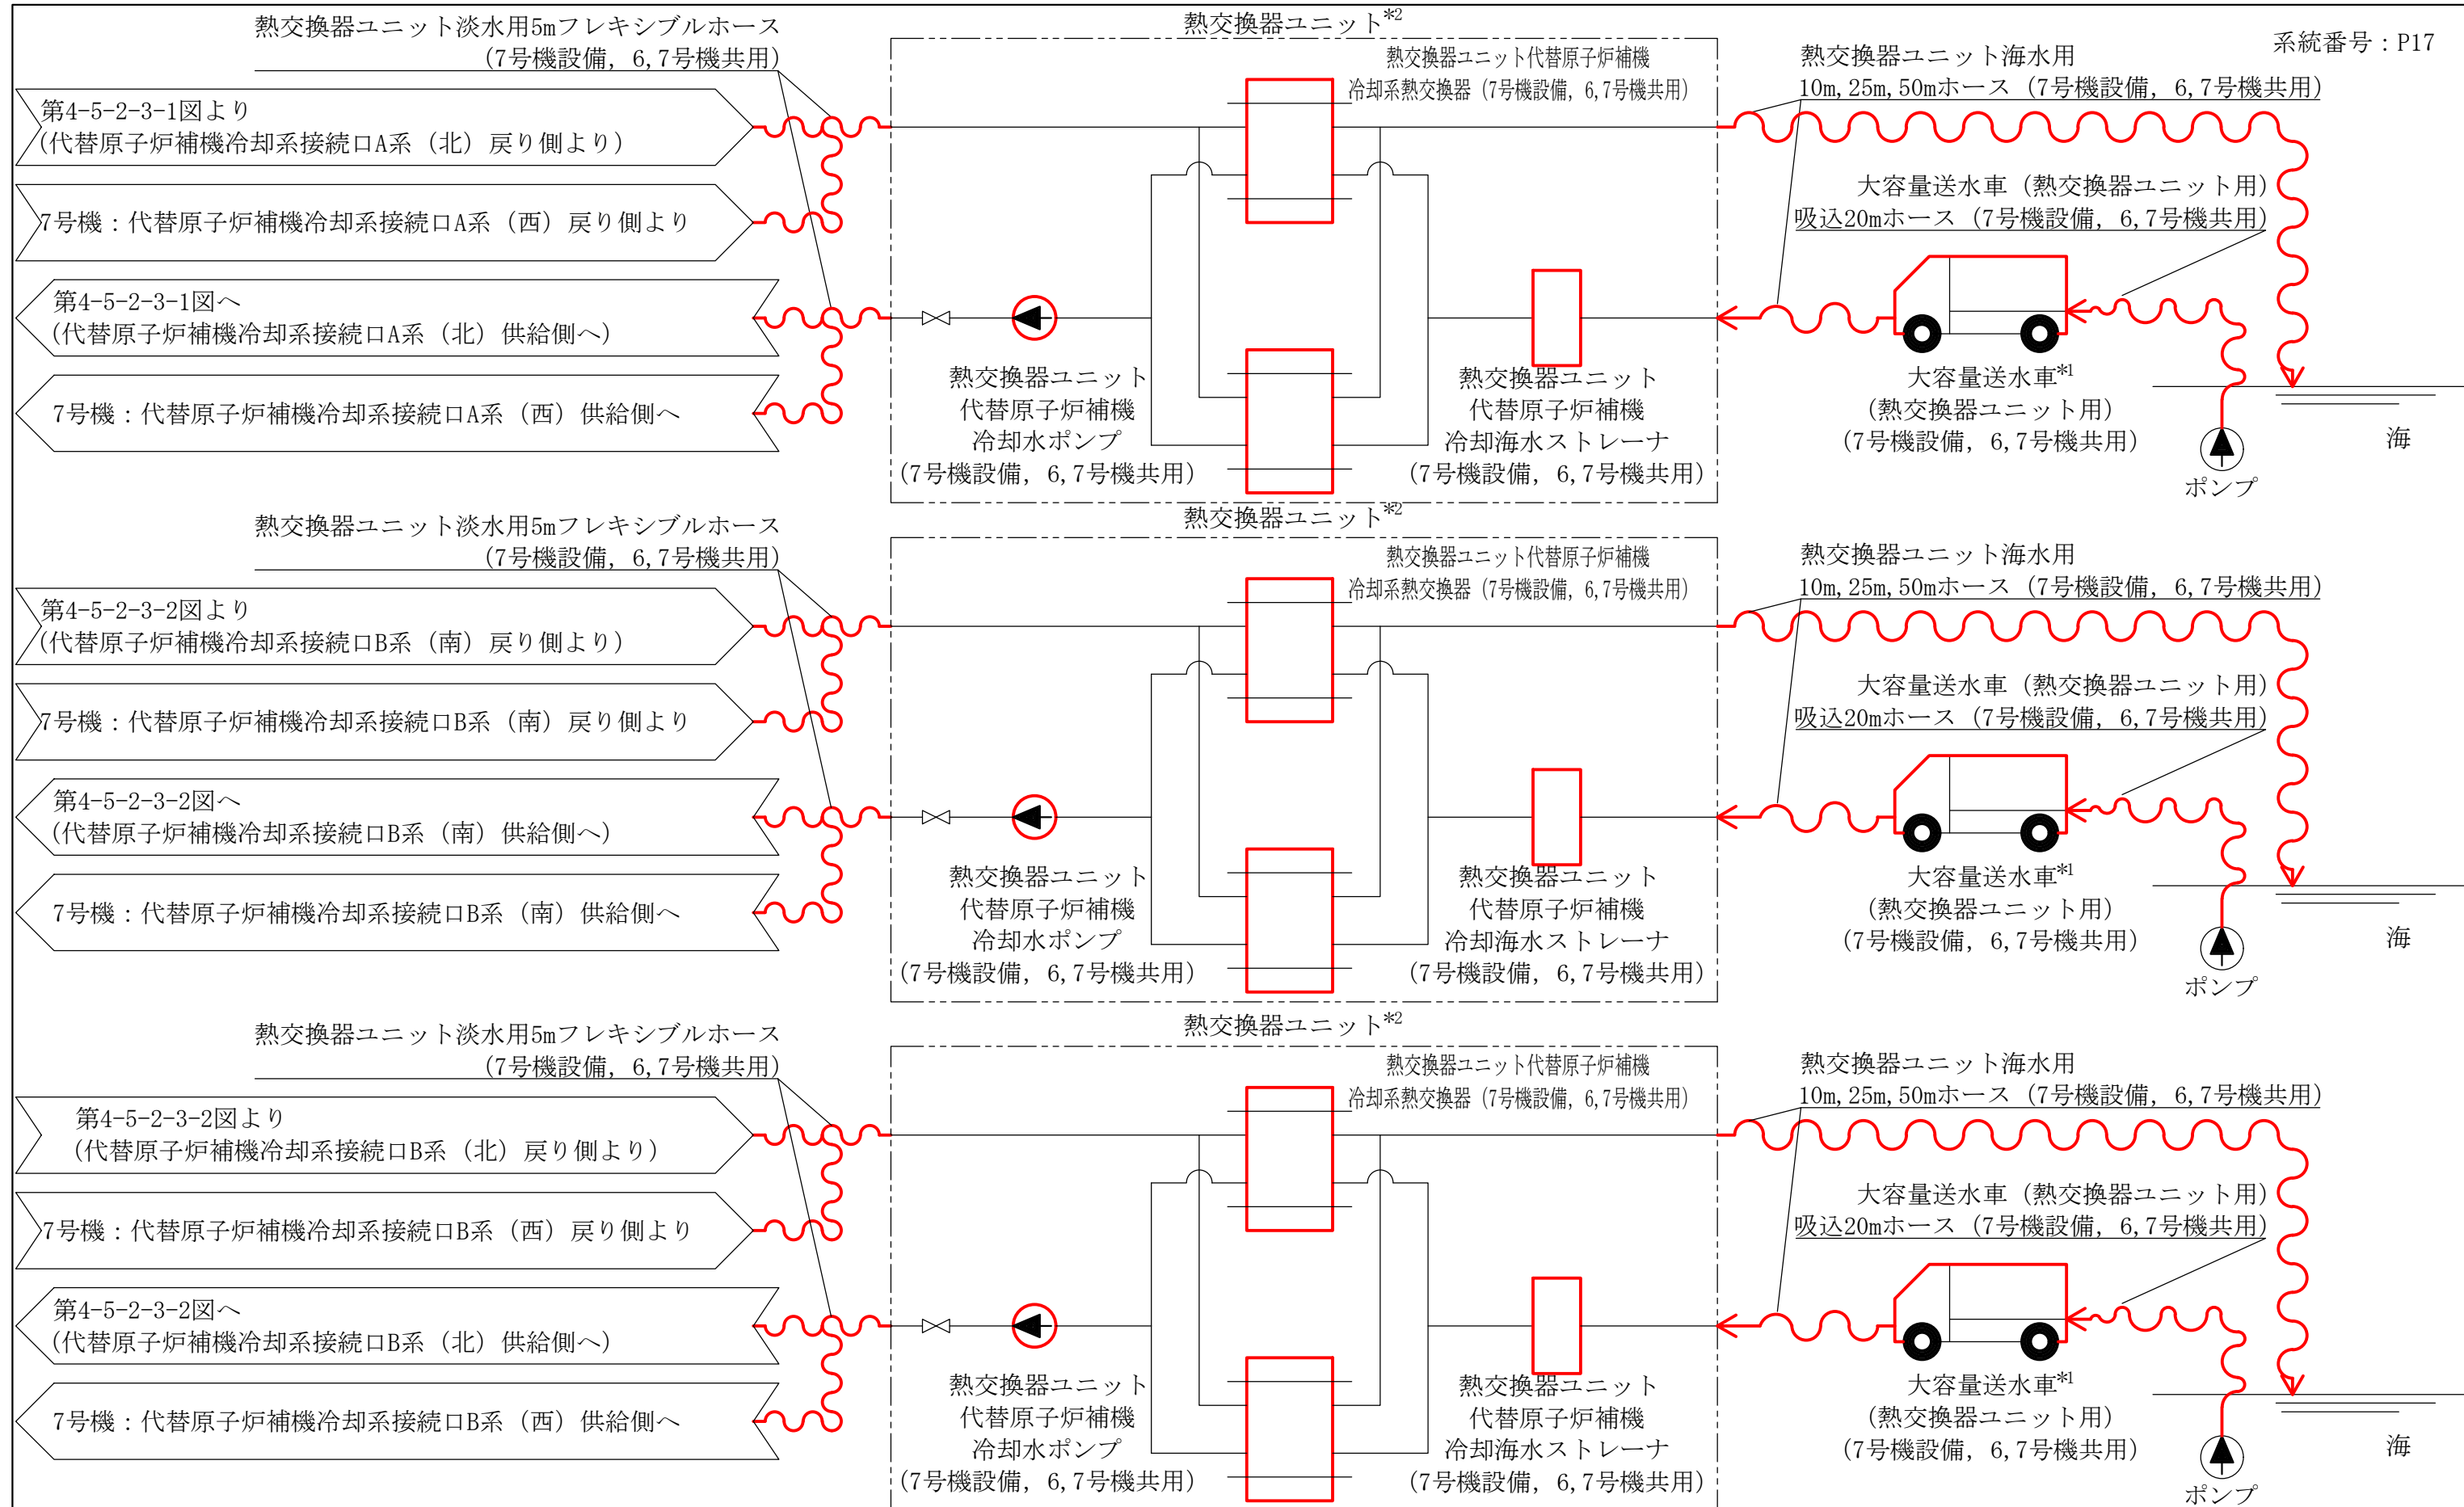 系統番号：P17
熱交換器ユニット淡水用5mフレキシブルホース
(7号機設備, 6,7号機共用)
第4-5-2-3-1図より
(代替原子炉補機冷却系接続口A系（北）戻り側より)
7号機：代替原子炉補機冷却系接続口A系（西）戻り側より
第4-5-2-3-1図へ
(代替原子炉補機冷却系接続口A系（北）供給側へ)
7号機：代替原子炉補機冷却系接続口A系（西）供給側へ
熱交換器ユニット*2
熱交換器ユニット代替原子炉補機
冷却系熱交換器 (7号機設備, 6,7号機共用)
熱交換器ユニット
代替原子炉補機
冷却水ポンプ
(7号機設備, 6,7号機共用)
熱交換器ユニット
代替原子炉補機
冷却海水ストレーナ
(7号機設備, 6,7号機共用)
熱交換器ユニット海水用
10m,25m,50mホース (7号機設備, 6,7号機共用)
大容量送水車（熱交換器ユニット用）
吸込20mホース (7号機設備, 6,7号機共用)
大容量送水車*1
(熱交換器ユニット用)
(7号機設備, 6,7号機共用)
海
ポンプ
熱交換器ユニット淡水用5mフレキシブルホース
(7号機設備, 6,7号機共用)
第4-5-2-3-2図より
(代替原子炉補機冷却系接続口B系（南）戻り側より)
7号機：代替原子炉補機冷却系接続口B系（南）戻り側より
第4-5-2-3-2図へ
(代替原子炉補機冷却系接続口B系（南）供給側へ)
7号機：代替原子炉補機冷却系接続口B系（南）供給側へ
熱交換器ユニット*2
熱交換器ユニット代替原子炉補機
冷却系熱交換器 (7号機設備, 6,7号機共用)
熱交換器ユニット
代替原子炉補機
冷却水ポンプ
(7号機設備, 6,7号機共用)
熱交換器ユニット
代替原子炉補機
冷却海水ストレーナ
(7号機設備, 6,7号機共用)
熱交換器ユニット海水用
10m,25m,50mホース (7号機設備, 6,7号機共用)
大容量送水車（熱交換器ユニット用）
吸込20mホース (7号機設備, 6,7号機共用)
大容量送水車*1
(熱交換器ユニット用)
(7号機設備, 6,7号機共用)
海
ポンプ
熱交換器ユニット淡水用5mフレキシブルホース
(7号機設備, 6,7号機共用)
第4-5-2-3-2図より
(代替原子炉補機冷却系接続口B系（北）戻り側より)
7号機：代替原子炉補機冷却系接続口B系（西）戻り側より
第4-5-2-3-2図へ
(代替原子炉補機冷却系接続口B系（北）供給側へ)
7号機：代替原子炉補機冷却系接続口B系（西）供給側へ
熱交換器ユニット*2
熱交換器ユニット代替原子炉補機
冷却系熱交換器 (7号機設備, 6,7号機共用)
熱交換器ユニット
代替原子炉補機
冷却水ポンプ
(7号機設備, 6,7号機共用)
熱交換器ユニット
代替原子炉補機
冷却海水ストレーナ
(7号機設備, 6,7号機共用)
熱交換器ユニット海水用
10m,25m,50mホース (7号機設備, 6,7号機共用)
大容量送水車（熱交換器ユニット用）
吸込20mホース (7号機設備, 6,7号機共用)
大容量送水車*1
(熱交換器ユニット用)
(7号機設備, 6,7号機共用)
海
ポンプ